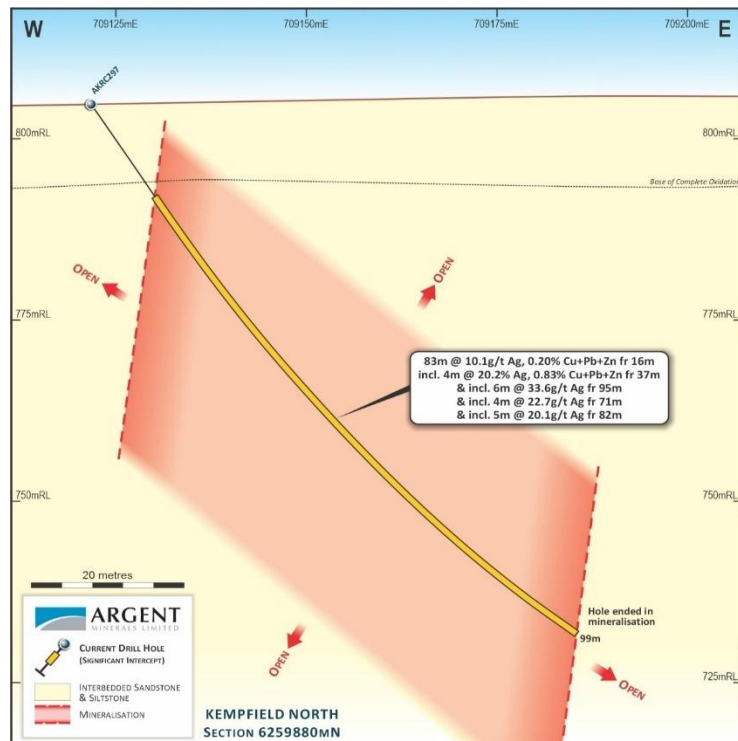 W
709125mE
709150mE
709175mE
709200mE
E
AKRC297
800mRL
800mRL
Base of Complete Oxidation
OPEN
OPEN
775mRL
775mRL
83m @ 10.1g/t Ag, 0.20% Cu+Pb+Zn fr 16m
incl. 4m @ 20.2% Ag, 0.83% Cu+Pb+Zn fr 37m
& incl. 6m @ 33.6g/t Ag fr 95m
& incl. 4m @ 22.7g/t Ag fr 71m
& incl. 5m @ 20.1g/t Ag fr 82m
750mRL
750mRL
20 metres
ARGENT
MINERALS LIMITED
CURRENT DRILL HOLE
(SIGNIFICANT INTERCEPT)
INTERBEDDED SANDSTONE
& SILTSTONE
MINERALISATION
Hole ended in
mineralisation
99m
OPEN
OPEN
725mRL
KEMPFIELD NORTH
SECTION 6259880MN